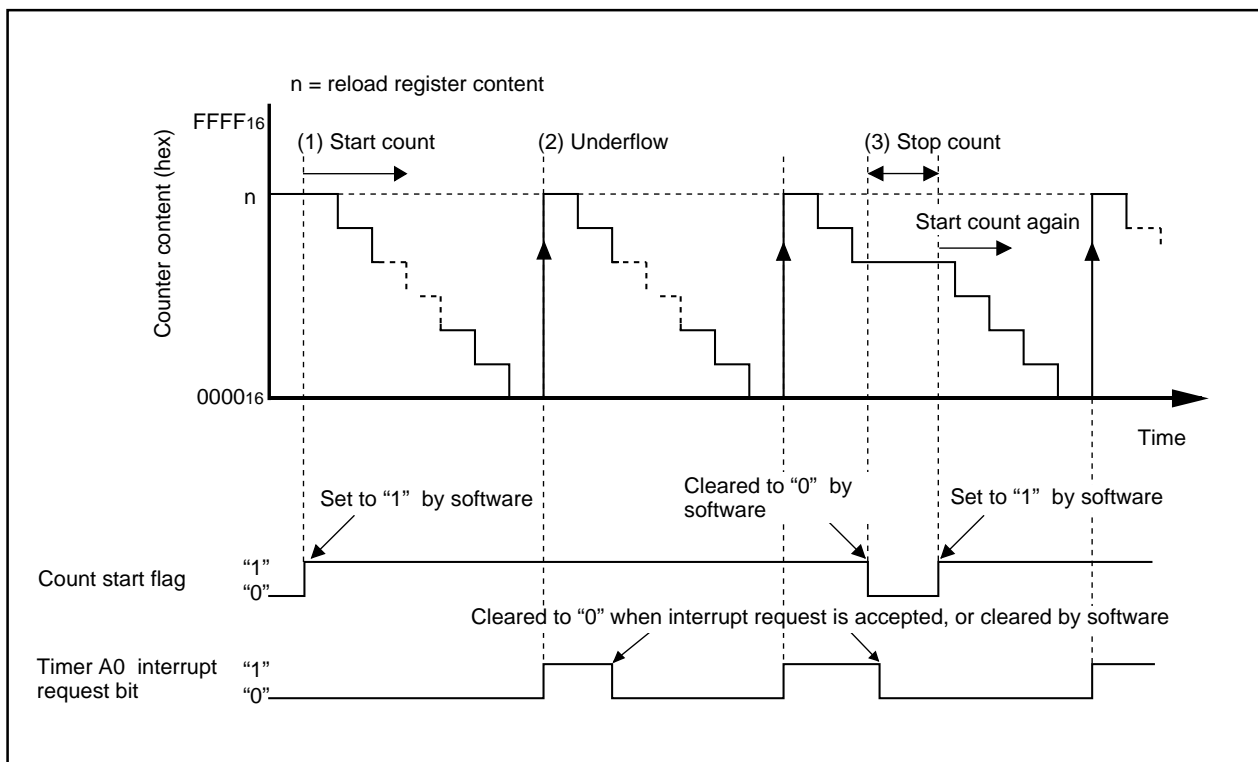 n = reload register content
FFFF16
(1) Start count
(2) Underflow
(3) Stop count
n
Start count again
Counter content (hex)
000016
Time
Set to “1” by software
Cleared to “0” by
software
Set to “1” by software
Count start flag
“1”
“0”
Cleared to “0” when interrupt request is accepted, or cleared by software
Timer A0 interrupt
request bit
“1”
“0”